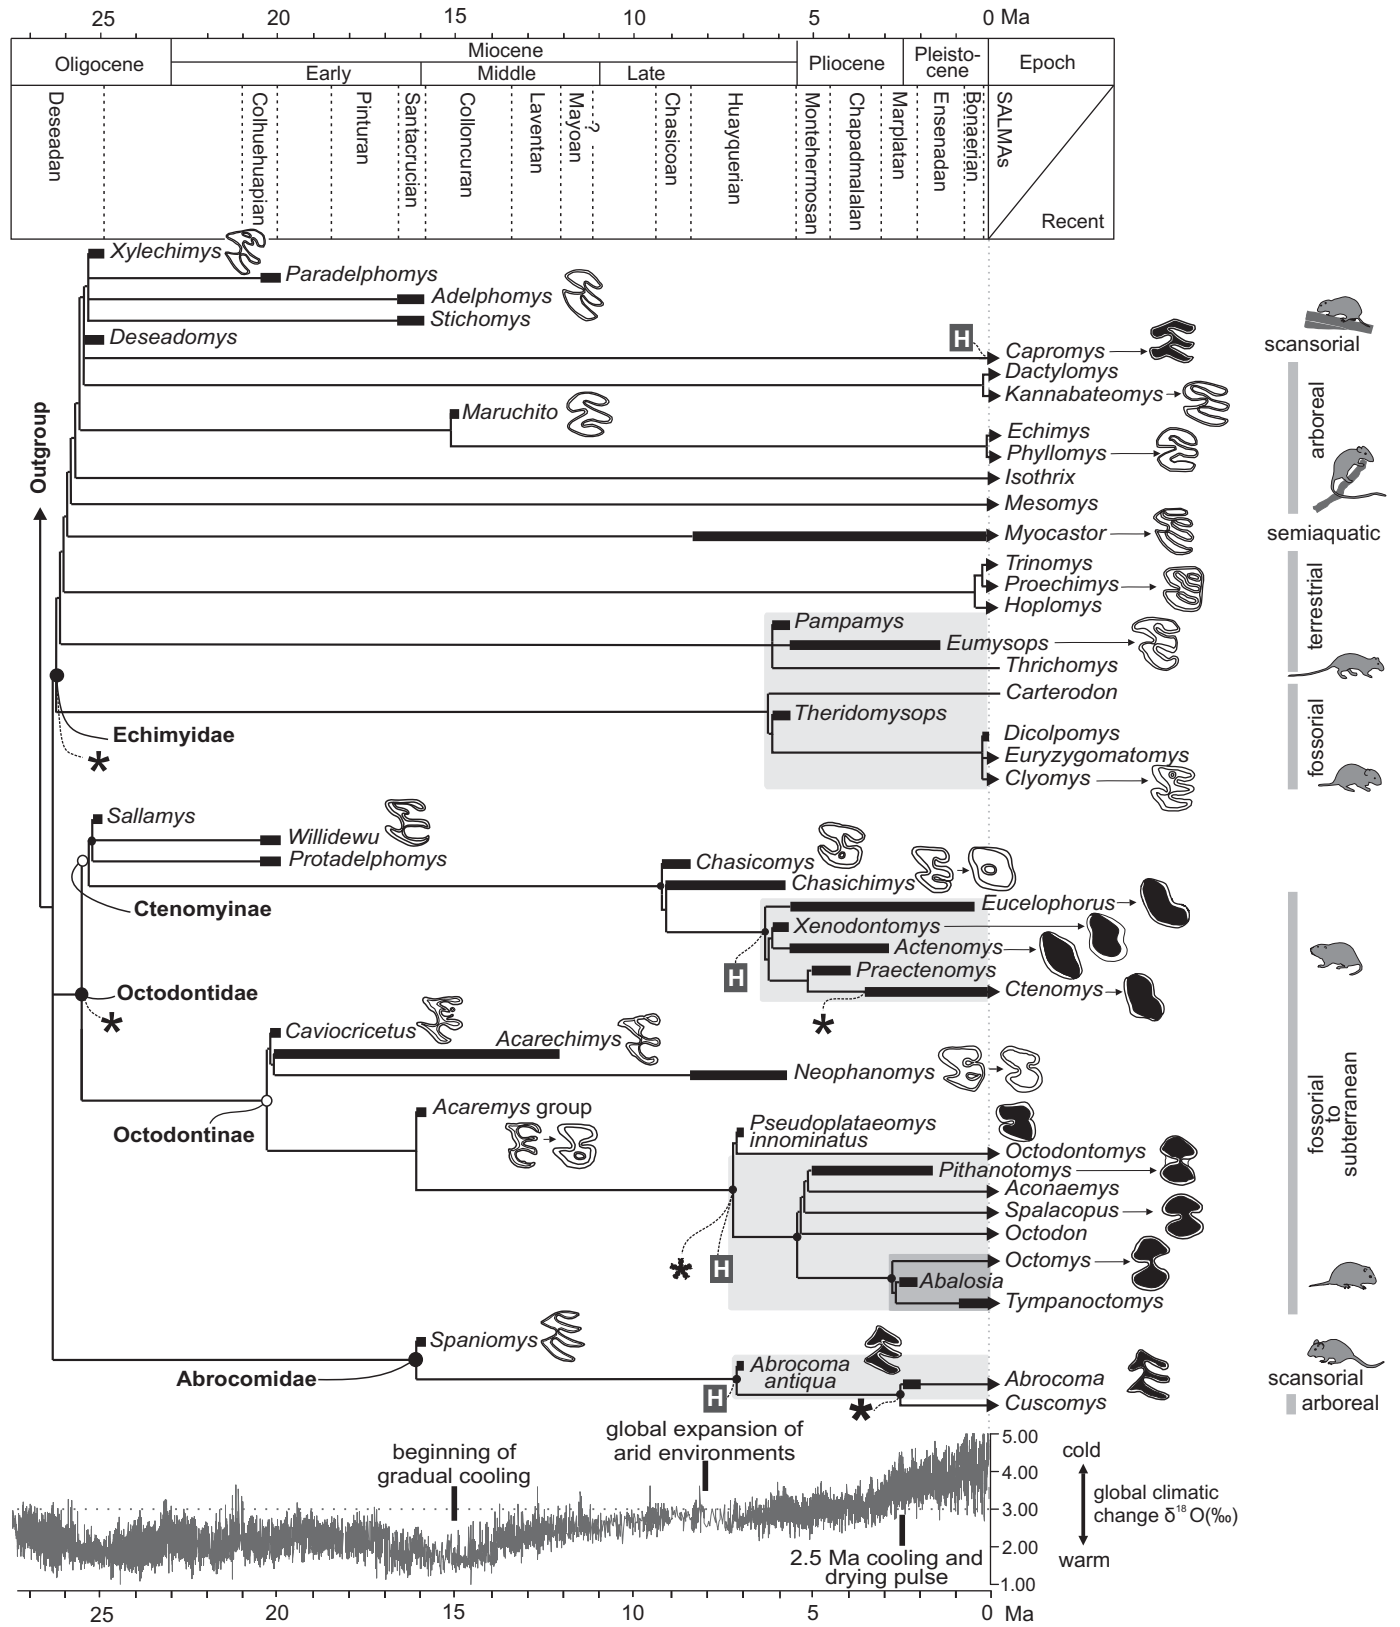 25 20 15 10 5 0 Ma
Oligocene
Miocene
Early
Middle
Late
Pliocene
Pleisto-
cene
Epoch
Deseadan
Colhuehuapian
Pinturan
Santacrucian
Colloncuran
Laventan
Mayoan
?
Chasicoan
Huayquerian
Montehermosan
Chapadmalalan
Marplatan
Ensenadan
Bonaerian
SALMAs
Recent
Xylechimys
Paradelphomys
Adelphomys
Stichomys
Deseadomys
H
Capromys
scansorial
Dactylomys
Kannabateomys
Maruchito
Echimys
Phyllomys
arboreal
Isothrix
Outgroup
Mesomys
Myocastor
semiaquatic
Trinomys
Proechimys
Hoplomys
terrestrial
Pampamys
Eumysops
Thrichomys
Carterodon
Theridomysops
Echimyidae
*
Dicolpomys
Euryzygomatomys
Clyomys
fossorial
Sallamys
Willidewu
Protadelphomys
Chasicomys
Chasichimys
Ctenomyinae
Eucelophorus
Xenodontomys
Actenomys
H
Praectenomys
Ctenomys
*
Octodontidae
*
Caviocricetus
Acarechimys
Neophanomys
Acaremys group
Octodontinae
Pseudoplataeomys
innominatus
Octodontomys
Pithanotomys
Aconaemys
Spalacopus
Octodon
fossorial
to
subterranean
*
H
Octomys
Abalosia
Tympanoctomys
Spaniomys
Abrocomidae
Abrocoma
antiqua
H
*
Abrocoma
Cuscomys
scansorial
arboreal
beginning of
gradual cooling
global expansion of
arid environments
2.5 Ma cooling and
drying pulse
5.00
4.00
3.00
2.00
1.00
cold
global climatic
change δ¹⁸O(‰)
warm
25 20 15 10 5 0 Ma